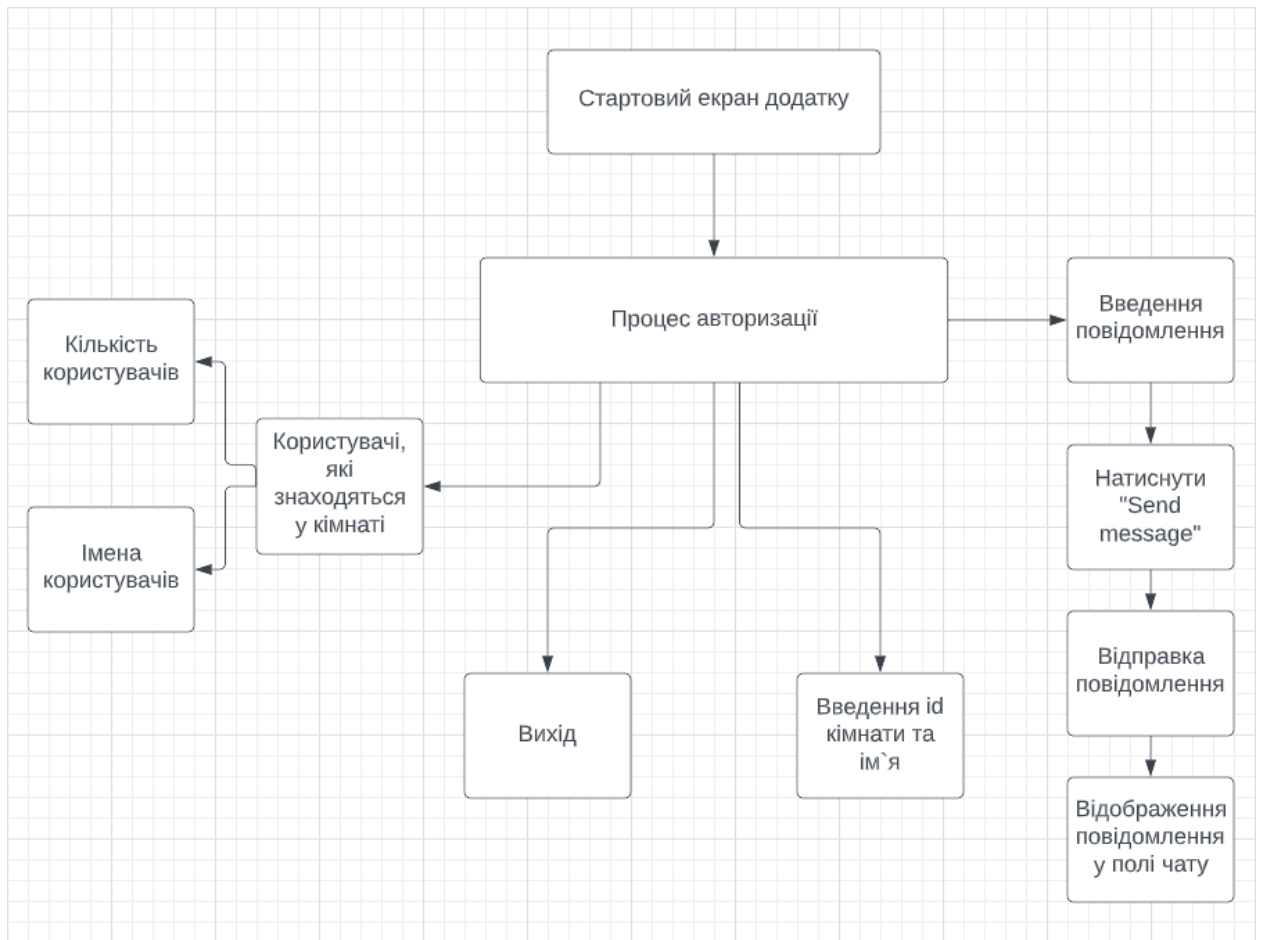 Стартовий екран додатку
Процес авторизації
Введення
повідомлення
Кількість
користувачів
Користувачі,
які
знаходяться
у кімнаті
Імена
користувачів
Натиснути
"Send
message"
Відправка
повідомлення
Вихід
Введення id
кімнати та
ім`я
Відображення
повідомлення
у полі чату